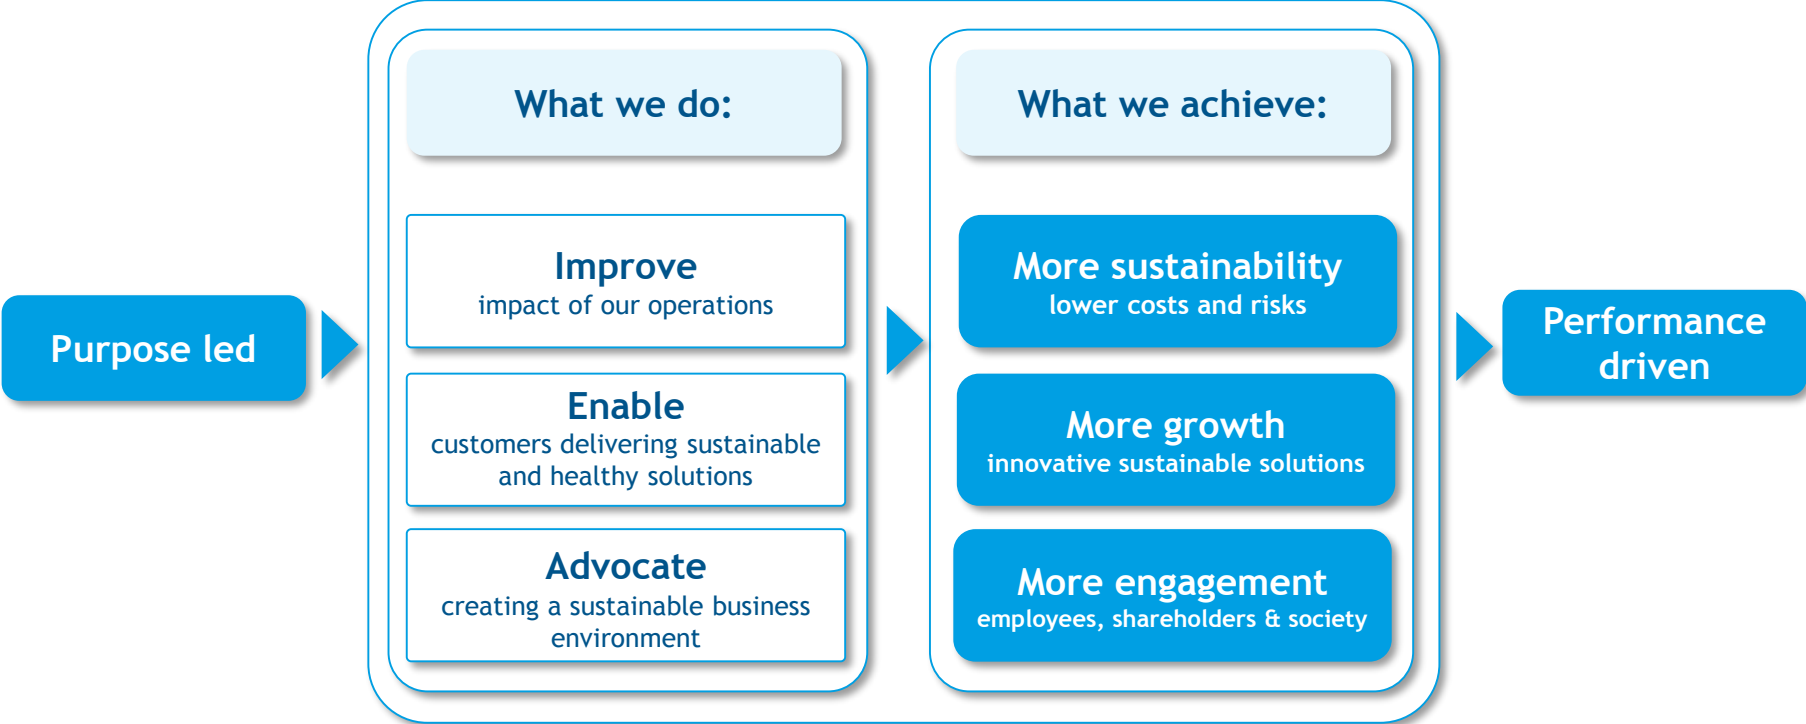 Purpose led
What we do:
Improve
impact of our operations
Enable
customers delivering sustainable
and healthy solutions
Advocate
creating a sustainable business
environment
What we achieve:
More sustainability
lower costs and risks
More growth
innovative sustainable solutions
More engagement
employees, shareholders & society
Performance
driven